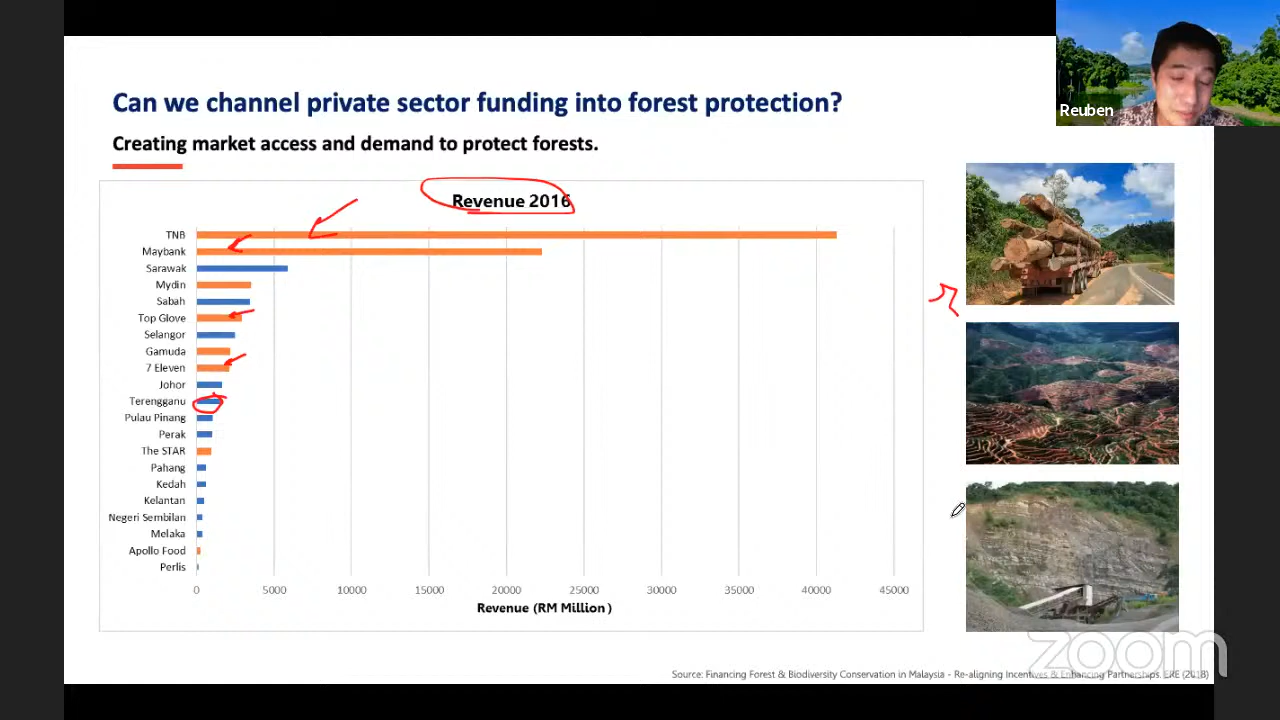 Can we channel private sector funding into forest protection?
Creating market access and demand to protect forests.
Reuben
Revenue 2016
TNB
Maybank
Sarawak
Mydin
Sabah
Top Glove
Selangor
Gamuda
7 Eleven
Johor
Terengganu
Pulau Pinang
Perak
The STAR
Pahang
Kedah
Kelantan
Negeri Sembilan
Melaka
Apollo Food
Perlis
0 5000 10000 15000 20000 25000 30000 35000 40000 45000
Revenue (RM Million)
zoom
Source: Financing Forest & Biodiversity Conservation in Malaysia - Re-aligning Incentives & Enhancing Partnerships. ERE (2018)